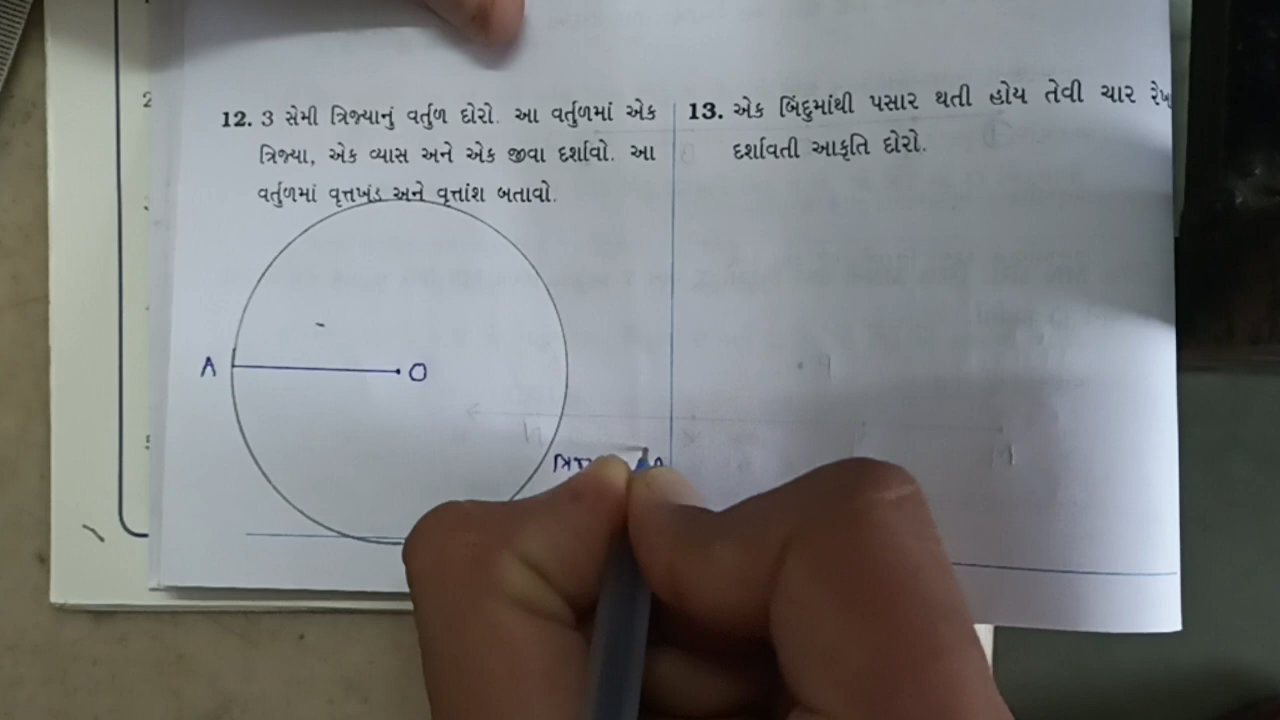 12. 3 સેમી ત્રિજ્યાનું વર્તુળ દોરો. આ વર્તુળમાં એક
ત્રિજ્યા, એક વ્યાસ અને એક જીવા દર્શાવો. આ
વર્તુળમાં વૃત્તખંડ અને વૃત્તાંશ બતાવો.
A
O
13. એક બિંદુમાંથી પસાર થતી હોય તેવી ચાર
દર્શાવતી આકૃતિ દોરો.